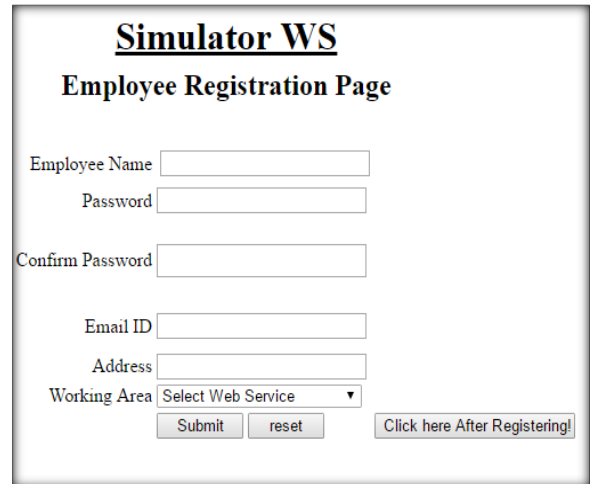 Simulator WS
Employee Registration Page
Employee Name
Password
Confirm Password
Email ID
Address
Working Area Select Web Service
Submit reset Click here After Registering!